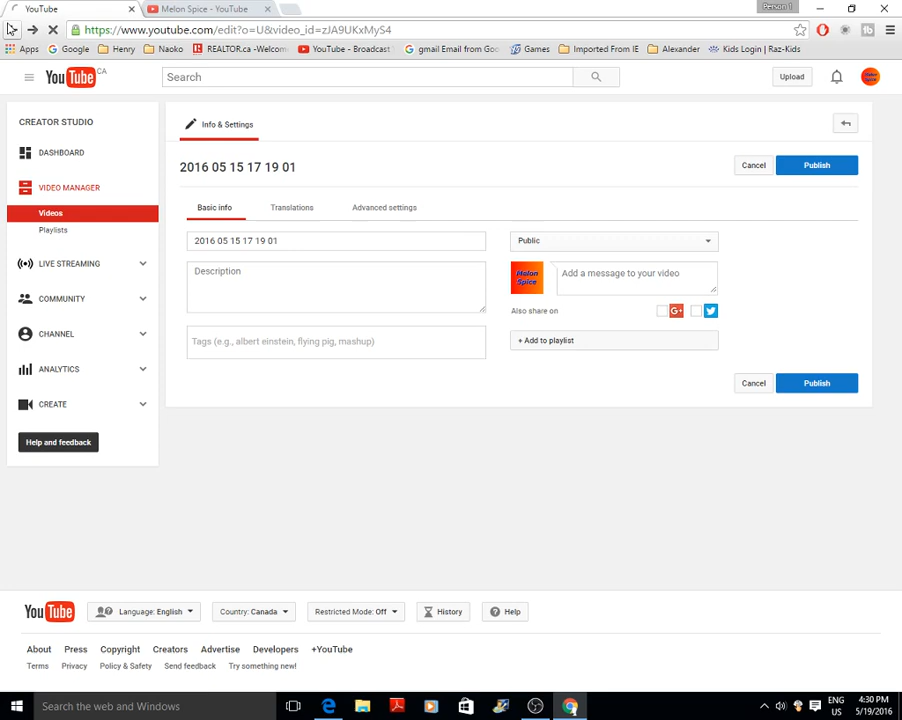 YouTube
Melon Spice - YouTube
Person 1
https://www.youtube.com/edit?o=U&video_id=zJA9UKxMyS4
Apps Google Henry Naoko REALTOR.ca -Welcom YouTube - Broadcast gmail Email from Goo Games Imported From IE Alexander Kids Login | Raz-Kids
YouTube CA
Search
Upload
CREATOR STUDIO
DASHBOARD
VIDEO MANAGER
Videos
Playlists
LIVE STREAMING
COMMUNITY
CHANNEL
ANALYTICS
CREATE
Help and feedback
Info & Settings
2016 05 15 17 19 01
Cancel Publish
Basic info Translations Advanced settings
2016 05 15 17 19 01
Description
Tags (e.g., albert einstein, flying pig, mashup)
Public
Melon Spice
Add a message to your video
Also share on
+ Add to playlist
Cancel Publish
YouTube Language: English Country: Canada Restricted Mode: Off History Help
About Press Copyright Creators Advertise Developers +YouTube
Terms Privacy Policy & Safety Send feedback Try something new!
Search the web and Windows
ENG US
4:30 PM
5/19/2016